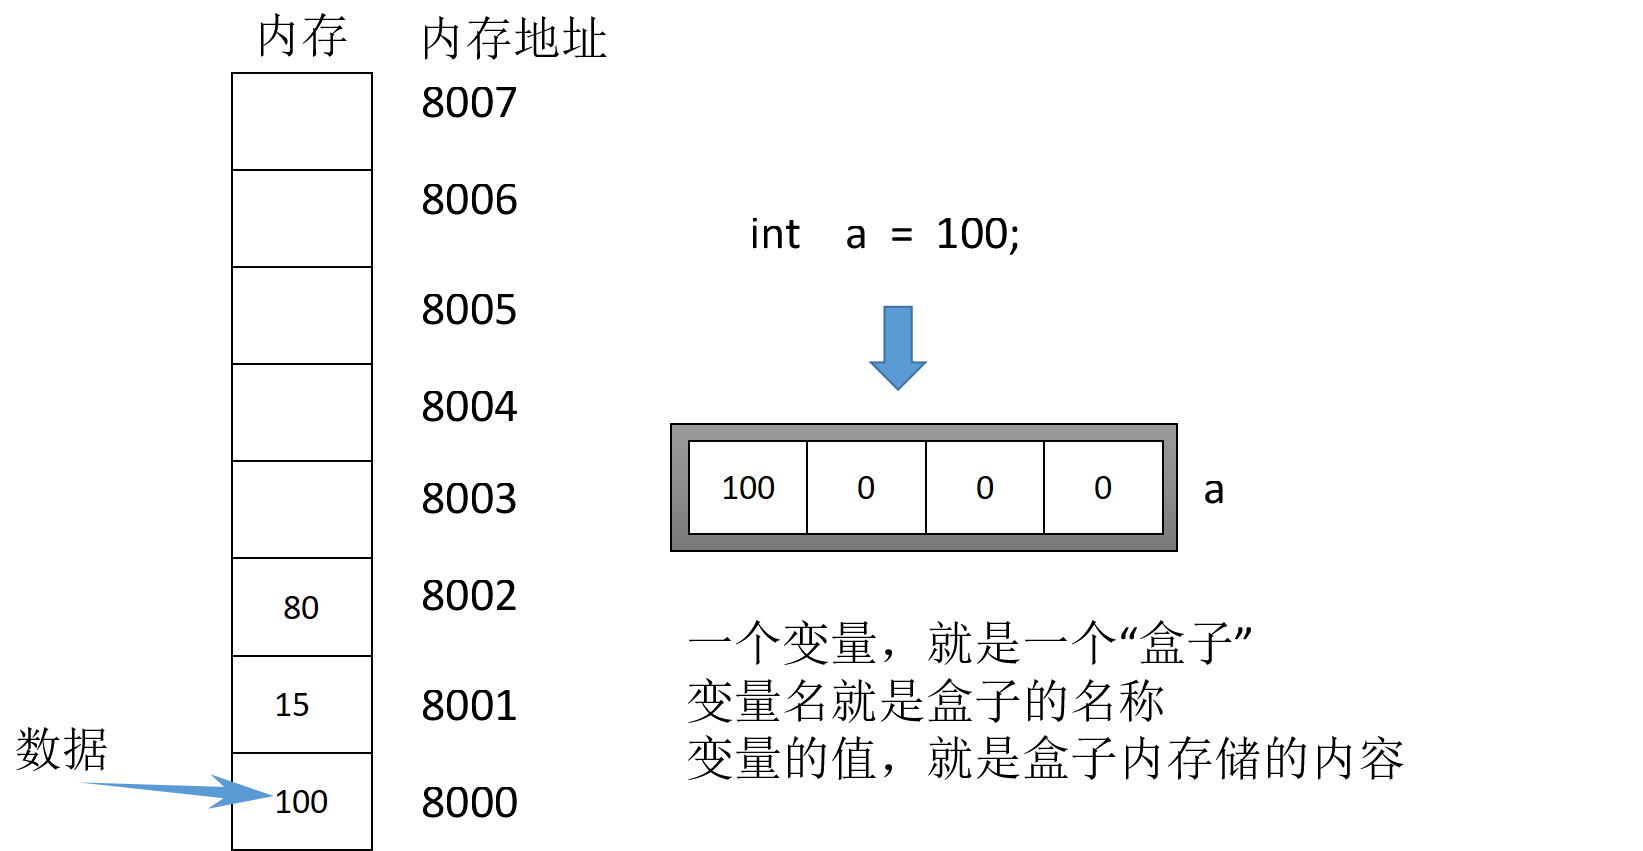 内存 内存地址
8007
8006
8005
8004
8003
80 8002
15 8001
数据
100 8000
int a = 100;
100 0 0 0 a
一个变量，就是一个“盒子”
变量名就是盒子的名称
变量的值，就是盒子内存储的内容